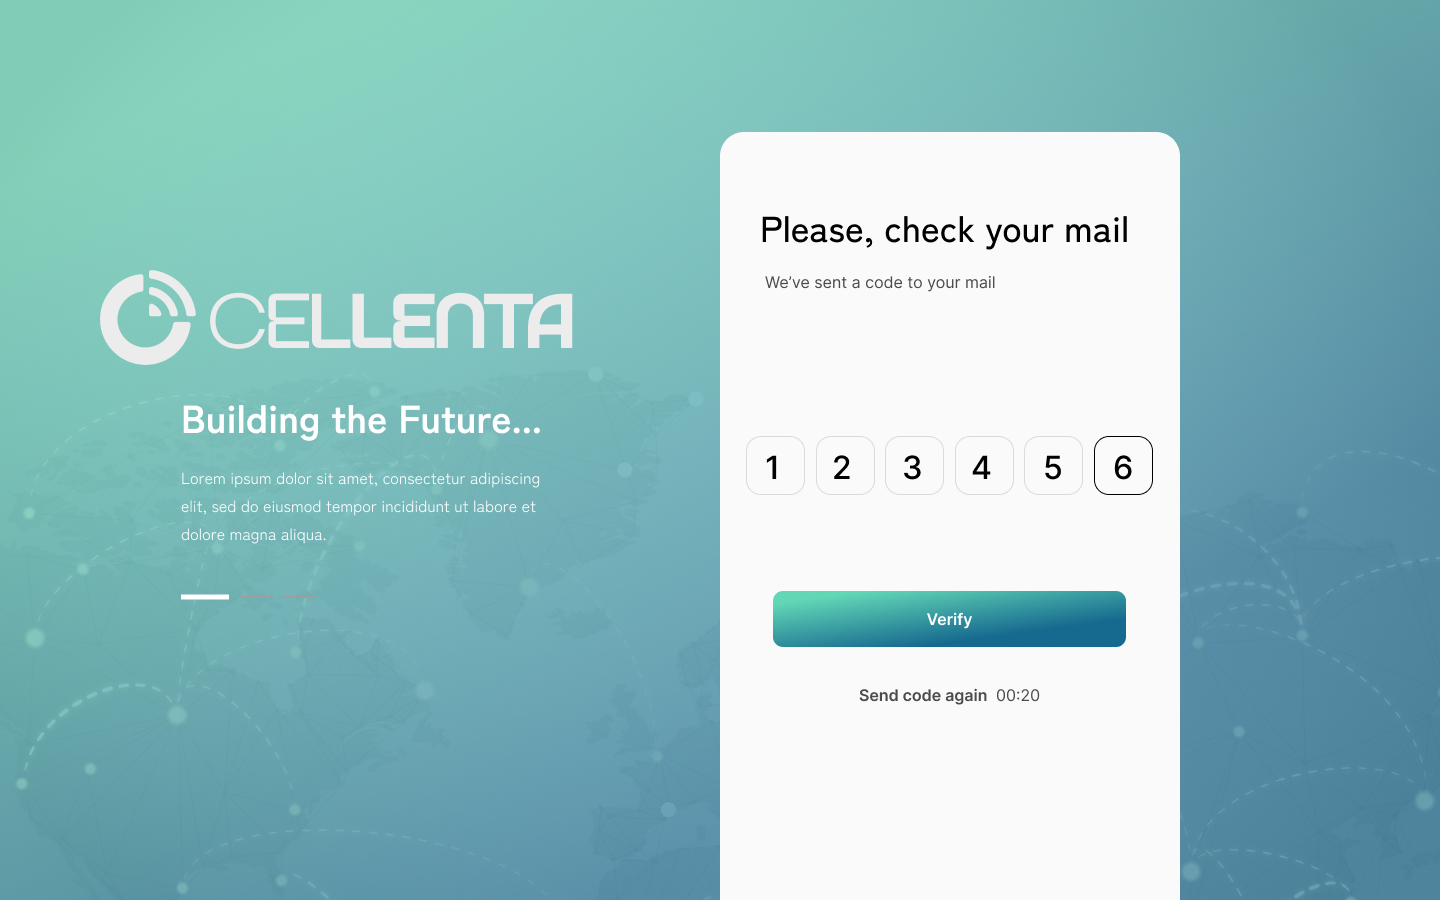 CELLENTA
Building the Future...
Lorem ipsum dolor sit amet, consectetur adipiscing
elit, sed do eiusmod tempor incididunt ut labore et
dolore magna aliqua.
Please, check your mail
We’ve sent a code to your mail
1 2 3 4 5 6
Verify
Send code again 00:20